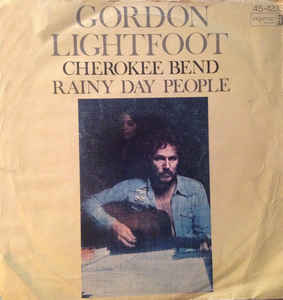 GORDON
LIGHTFOOT
CHEROKEE BEND
RAINY DAY PEOPLE